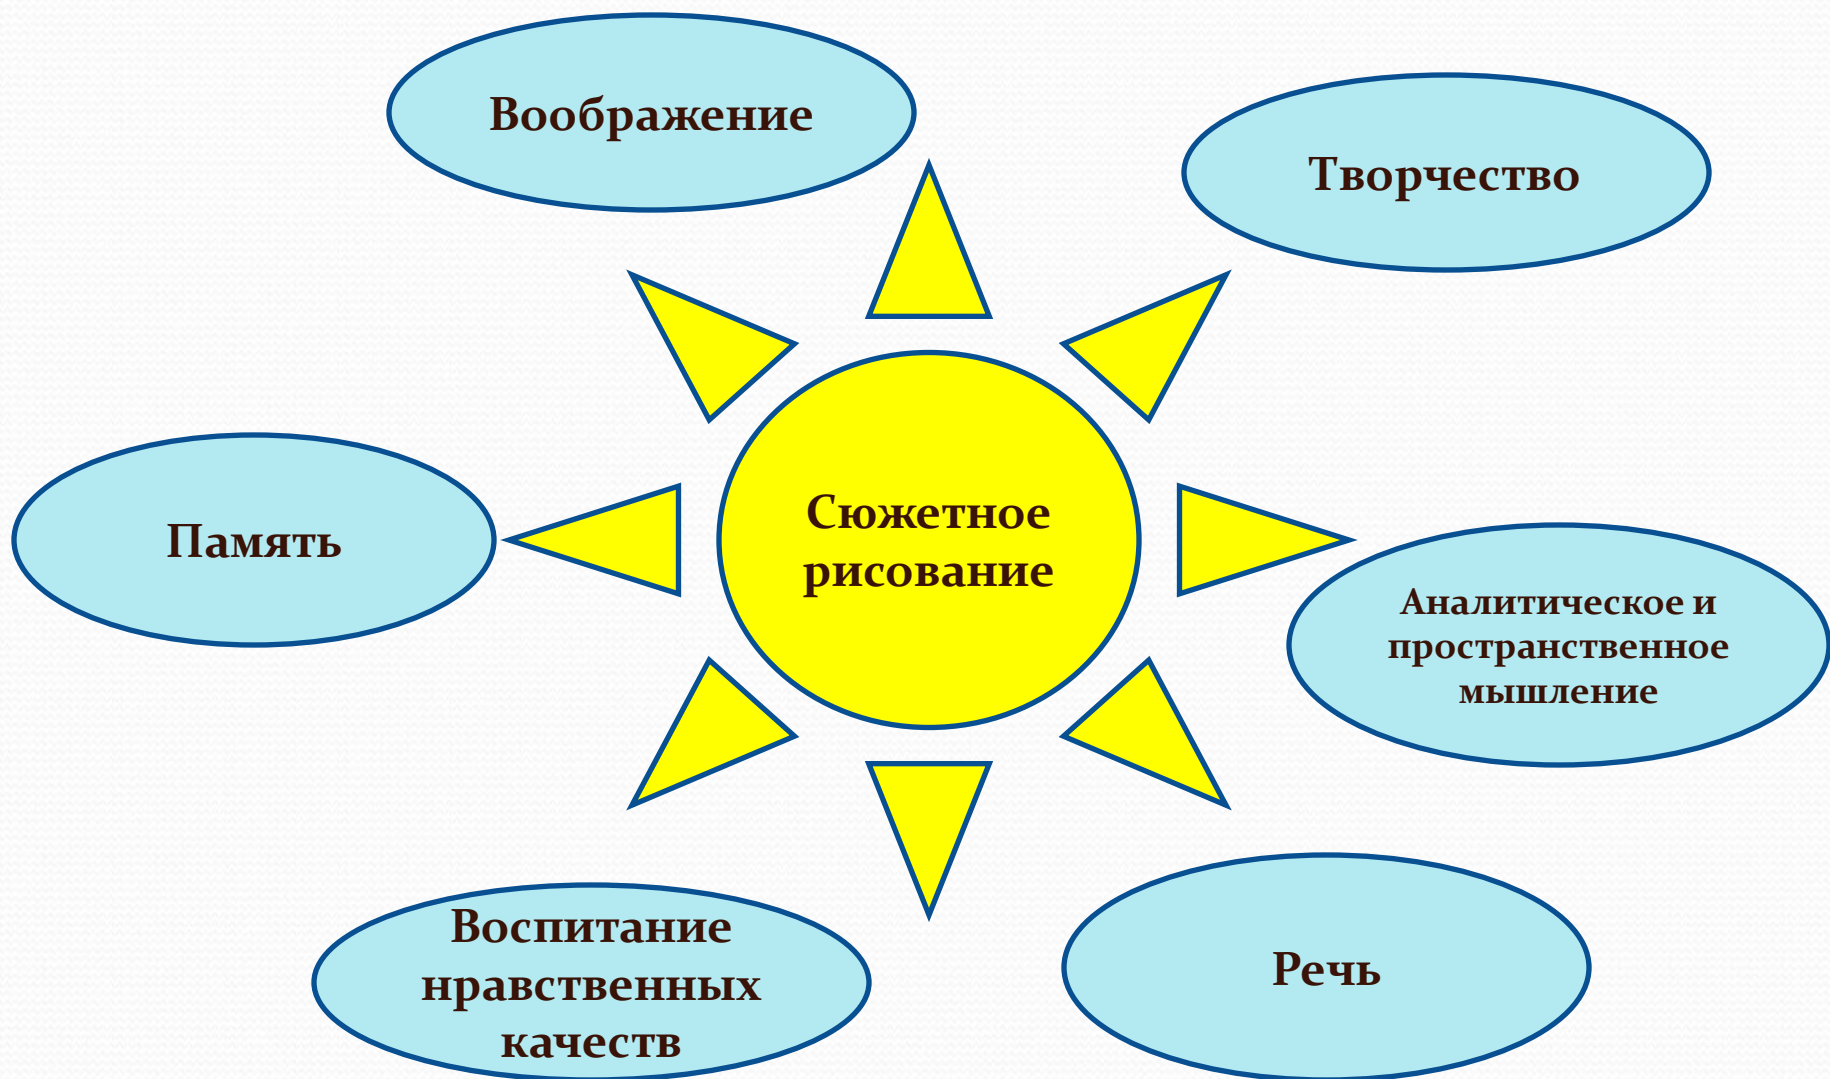 Воображение
Творчество
Сюжетное
рисование
Память
Аналитическое и
пространственное
мышление
Воспитание
нравственных
качеств
Речь